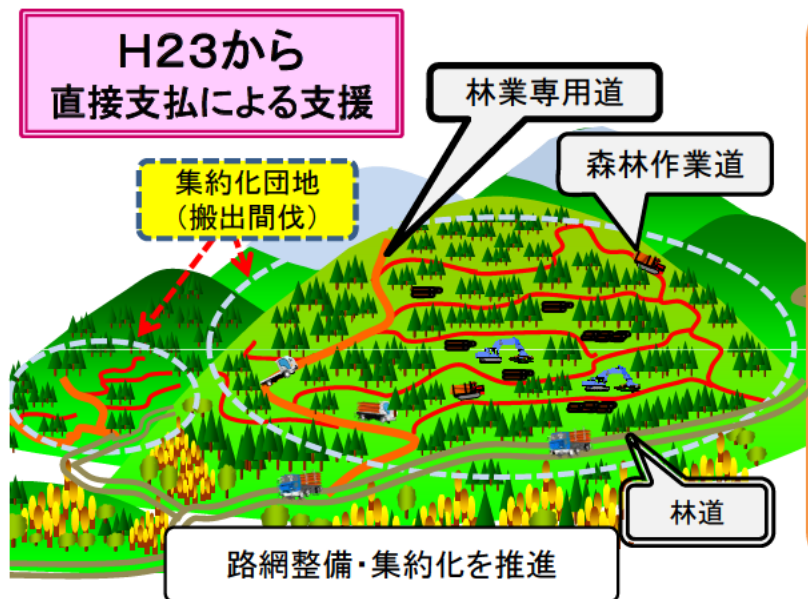 H23から
直接支払による支援
林業専用道
森林作業道
集約化団地
（搬出間伐）
林道
路網整備・集約化を推進